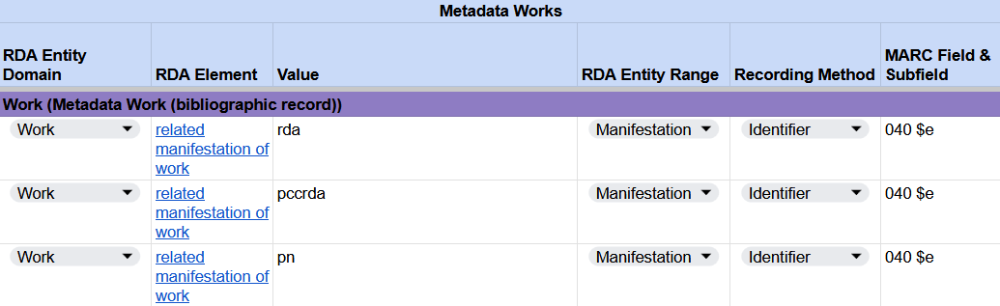 Metadata Works
RDA Entity Domain RDA Element Value RDA Entity Range Recording Method MARC Field & Subfield
Work (Metadata Work (bibliographic record))
Work related manifestation of work rda Manifestation Identifier 040 $e
Work related manifestation of work pccrda Manifestation Identifier 040 $e
Work related manifestation of work pn Manifestation Identifier 040 $e